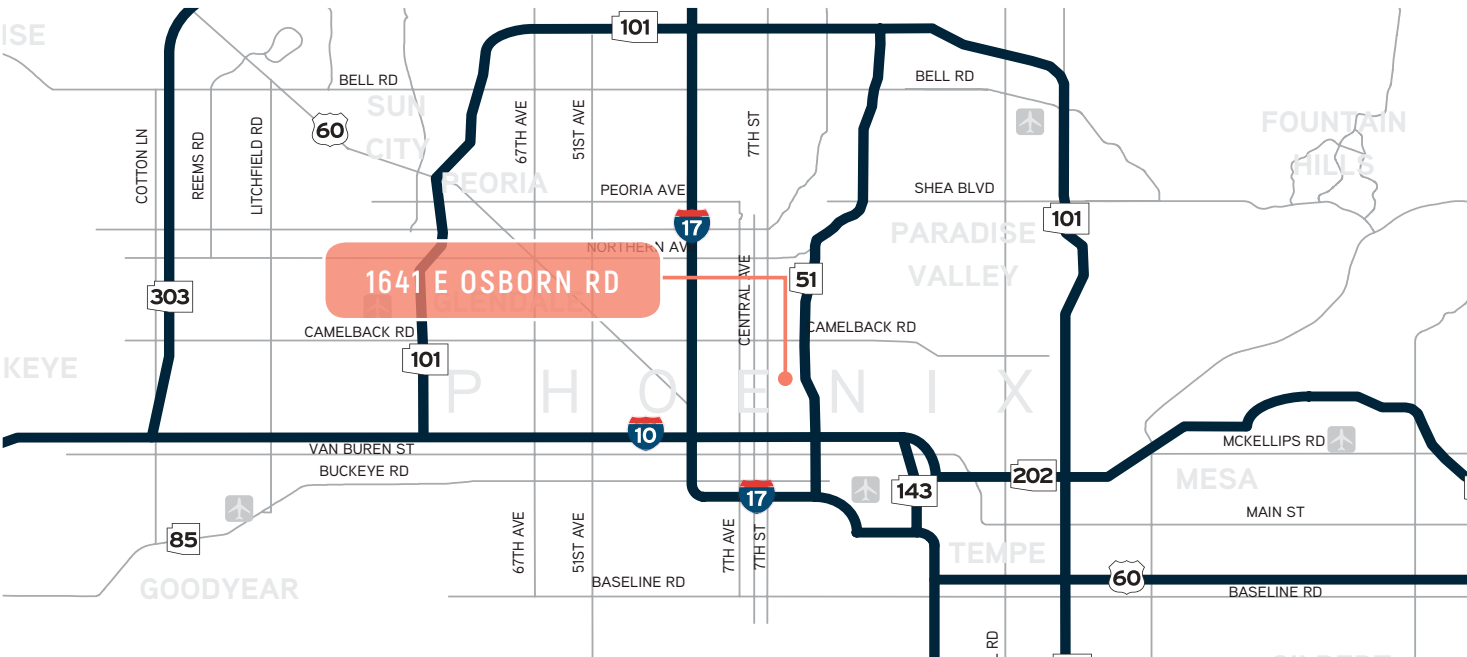 ISE
101
BELL RD
BELL RD
SUN
CITY
60
COTTON LN
REEMS RD
LITCHFIELD RD
67TH AVE
51ST AVE
7TH ST
FOUNTAIN
HILLS
PEORIA
PEORIA AVE
SHEA BLVD
17
101
NORTHERN AV
PARADISE
VALLEY
1641 E OSBORN RD
GLENDALE
CENTRAL AVE
51
303
CAMELBACK RD
CAMELBACK RD
101
KEYE
PHOENIX
10
VAN BUREN ST
BUCKEYE RD
MCKELLIPS RD
202
MESA
143
17
85
67TH AVE
51ST AVE
7TH AVE
7TH ST
MAIN ST
TEMPE
60
GOODYEAR
BASELINE RD
BASELINE RD
RD